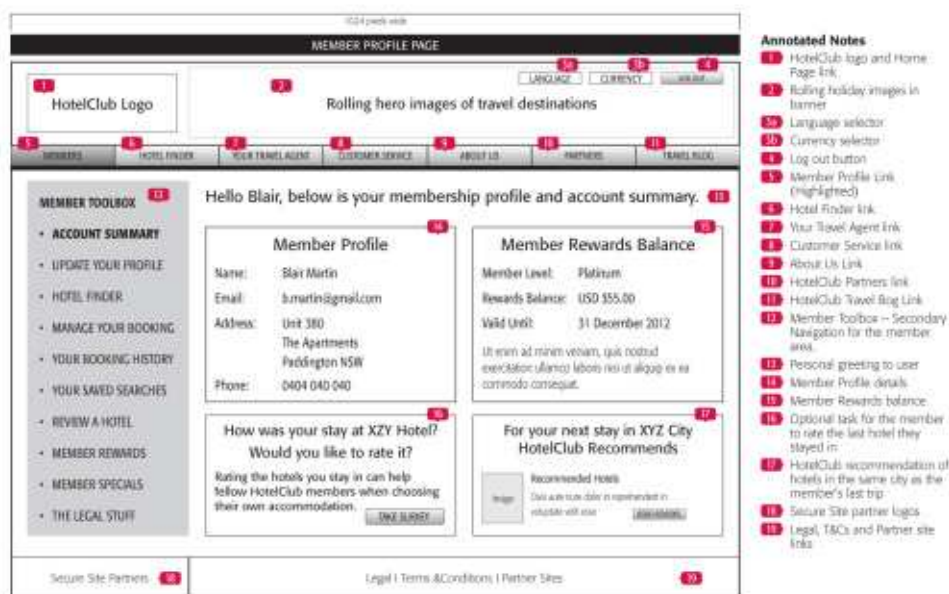 1024 pixels wide
MEMBER PROFILE PAGE
3a
3b
4
LANGUAGE
CURRENCY
LOG OUT
1
HotelClub Logo
2
Rolling hero images of travel destinations
5
6
7
8
9
10
11
MEMBERS
HOTEL FINDER
YOUR TRAVEL AGENT
CUSTOMER SERVICE
ABOUT US
PARTNERS
TRAVEL BLOG
MEMBER TOOLBOX
12
• ACCOUNT SUMMARY
• UPDATE YOUR PROFILE
• HOTEL FINDER
• MANAGE YOUR BOOKING
• YOUR BOOKING HISTORY
• YOUR SAVED SEARCHES
• REVIEW A HOTEL
• MEMBER REWARDS
• MEMBER SPECIALS
• THE LEGAL STUFF
Hello Blair, below is your membership profile and account summary.
13
14
Member Profile
Name: Blair Martin
Email: b.martin@gmail.com
Address: Unit 380
The Apartments
Paddington NSW
Phone: 0404 040 040
15
Member Rewards Balance
Member Level: Platinum
Rewards Balance: USD $55.00
Valid Until: 31 December 2012
Ut enim ad minim veniam, quis nostrud
exercitation ullamco laboris nisi ut aliquip ex ea
commodo consequat.
16
How was your stay at XZY Hotel?
Would you like to rate it?
Rating the hotels you stay in can help
fellow HotelClub members when choosing
their own accommodation.
TAKE SURVEY
17
For your next stay in XYZ City
HotelClub Recommends
Image
Recommended Hotels
Duis aute irure dolor in reprehenderit in
voluptate velit esse
Secure Site Partners
18
Legal I Terms &Conditions I Partner Sites
19
Annotated Notes
1 HotelClub logo and Home
Page link
2 Rolling holiday images in
banner
3a Language selector
3b Currency selector
4 Log out button
5 Member Profile Link
(Highlighted)
6 Hotel Finder link
7 Your Travel Agent link
8 Customer Service link
9 About Us Link
10 HotelClub Partners link
11 HotelClub Travel Bog Link
12 Member Toolbox – Secondary
Navigation for the member
area.
13 Personal greeting to user
14 Member Profile details
15 Member Rewards balance
16 Optional task for the member
to rate the last hotel they
stayed in
17 HotelClub recommendation of
hotels in the same city as the
member's last trip
18 Secure Site partner logos
19 Legal, T&Cs and Partner site
links